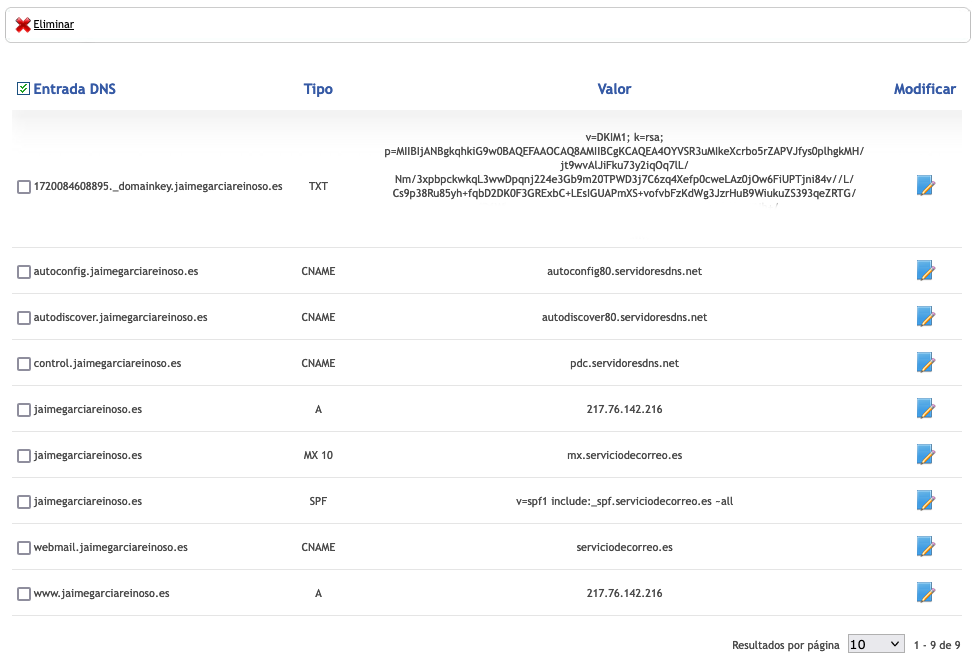 Eliminar
Entrada DNS Tipo Valor Modificar
v=DKIM1; k=rsa;
p=MIIBIjANBgkqhkiG9w0BAQEFAAOCAQ8AMIIBCgKCAQEA4OYVSR3uMIkeXcrbo5rZAPVJfys0plhgkMH/
jt9wvALJiFku73y2iqOq7lL/
1720084608895._domainkey.jaimegarciareinoso.es TXT Nm/3xpbpckwkqL3wwDpqnj224e3Gb9m20TPWD3j7C6zq4Xefp0cweLAz0jOw6FiUPTjni84v//L/
Cs9p38Ru85yh+fqbD2DK0F3GRExbC+LEsIGUAPmXS+vofvbFzKdWg3JzrHuB9WiukuZS393qeZRTG/
autoconfig.jaimegarciareinoso.es CNAME autoconfig80.servidoresdns.net
autodiscover.jaimegarciareinoso.es CNAME autodiscover80.servidoresdns.net
control.jaimegarciareinoso.es CNAME pdc.servidoresdns.net
jaimegarciareinoso.es A 217.76.142.216
jaimegarciareinoso.es MX 10 mx.serviciodecorreo.es
jaimegarciareinoso.es SPF v=spf1 include:_spf.serviciodecorreo.es ~all
webmail.jaimegarciareinoso.es CNAME serviciodecorreo.es
www.jaimegarciareinoso.es A 217.76.142.216
Resultados por página 10 1 - 9 de 9